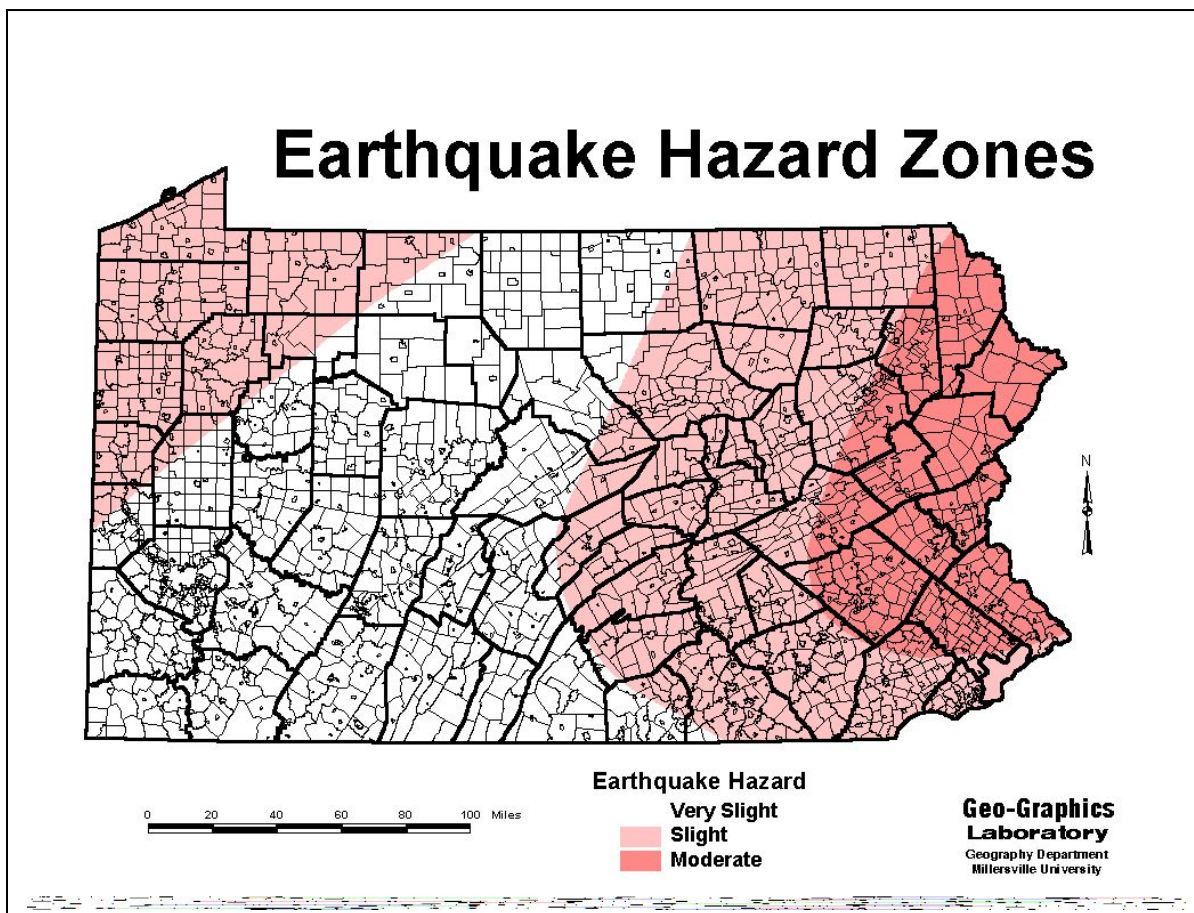 Earthquake Hazard Zones
N
Earthquake Hazard
Very Slight
Slight
Moderate
0 20 40 60 80 100 Miles
Geo-Graphics
Laboratory
Geography Department
Millersville University